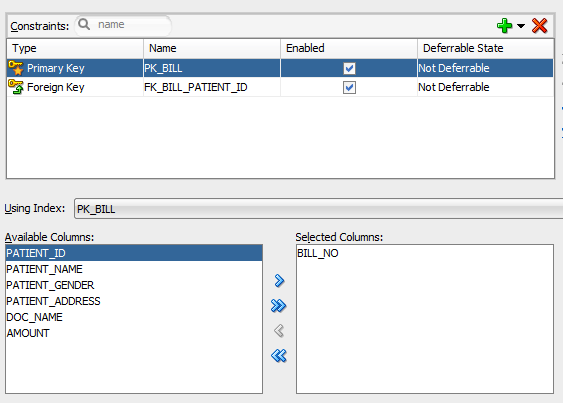 Constraints: name
Type Name Enabled Deferrable State
Primary Key PK_BILL Not Deferrable
Foreign Key FK_BILL_PATIENT_ID Not Deferrable
Using Index: PK_BILL
Available Columns: Selected Columns:
PATIENT_ID BILL_NO
PATIENT_NAME
PATIENT_GENDER
PATIENT_ADDRESS
DOC_NAME
AMOUNT